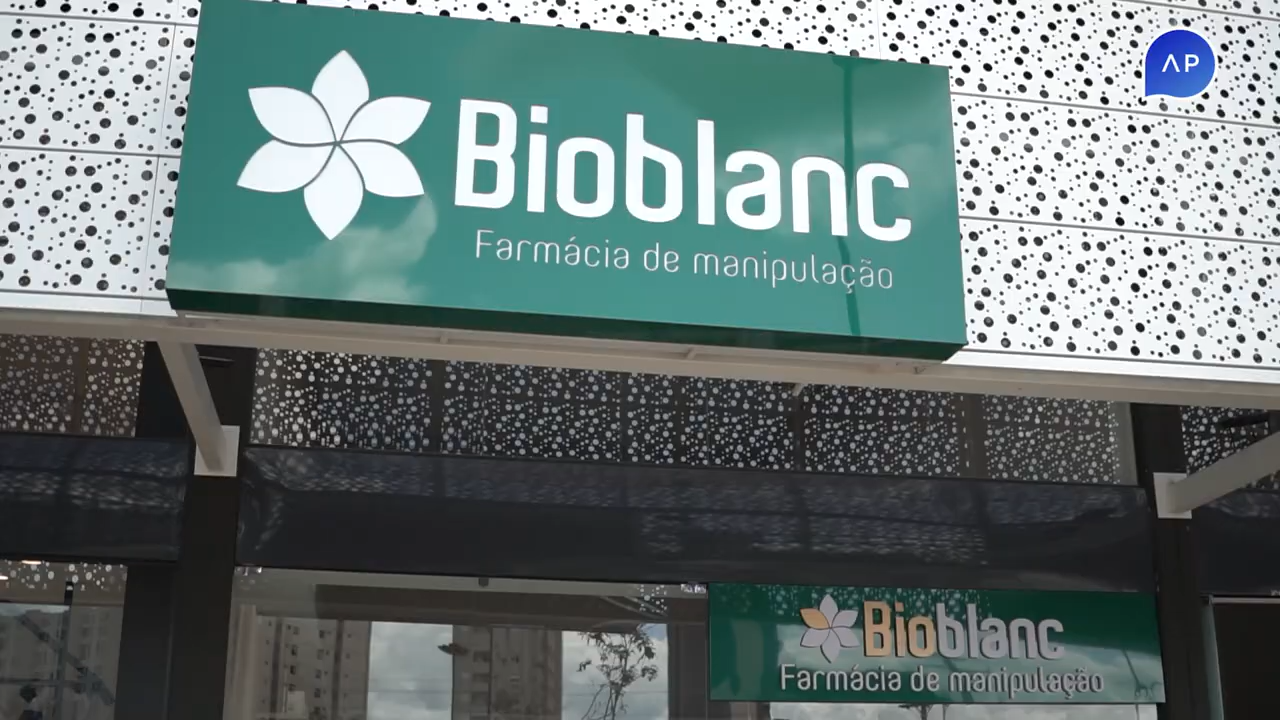 AP
Bioblanc
Farmácia de manipulação
Bioblanc
Farmácia de manipulação